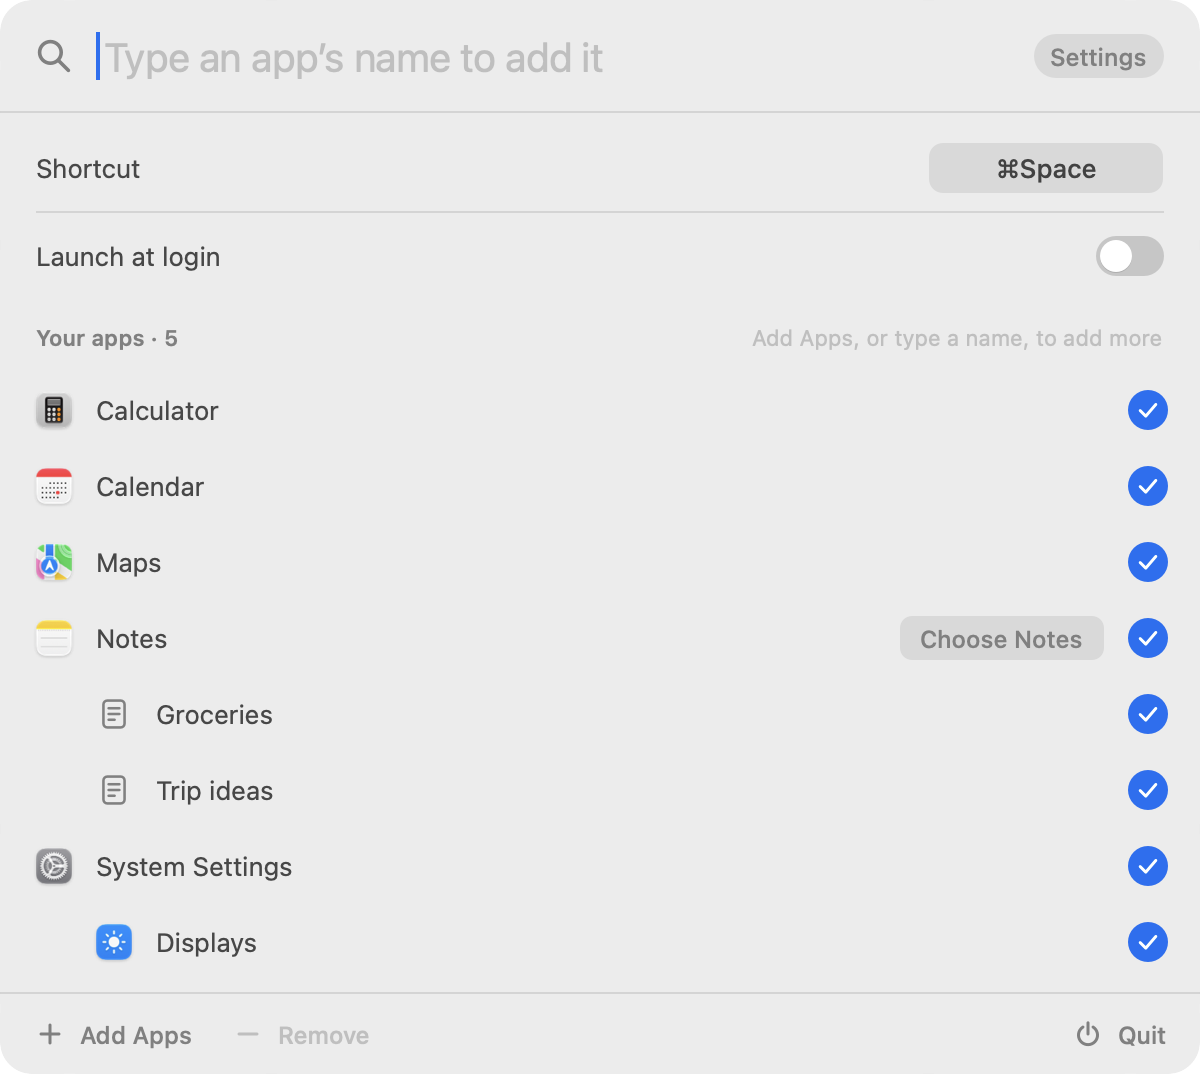 Type an app’s name to add it
Settings
Shortcut
⌘Space
Launch at login
Your apps · 5
Add Apps, or type a name, to add more
Calculator
Calendar
Maps
Notes
Choose Notes
Groceries
Trip ideas
System Settings
Displays
Add Apps
Remove
Quit